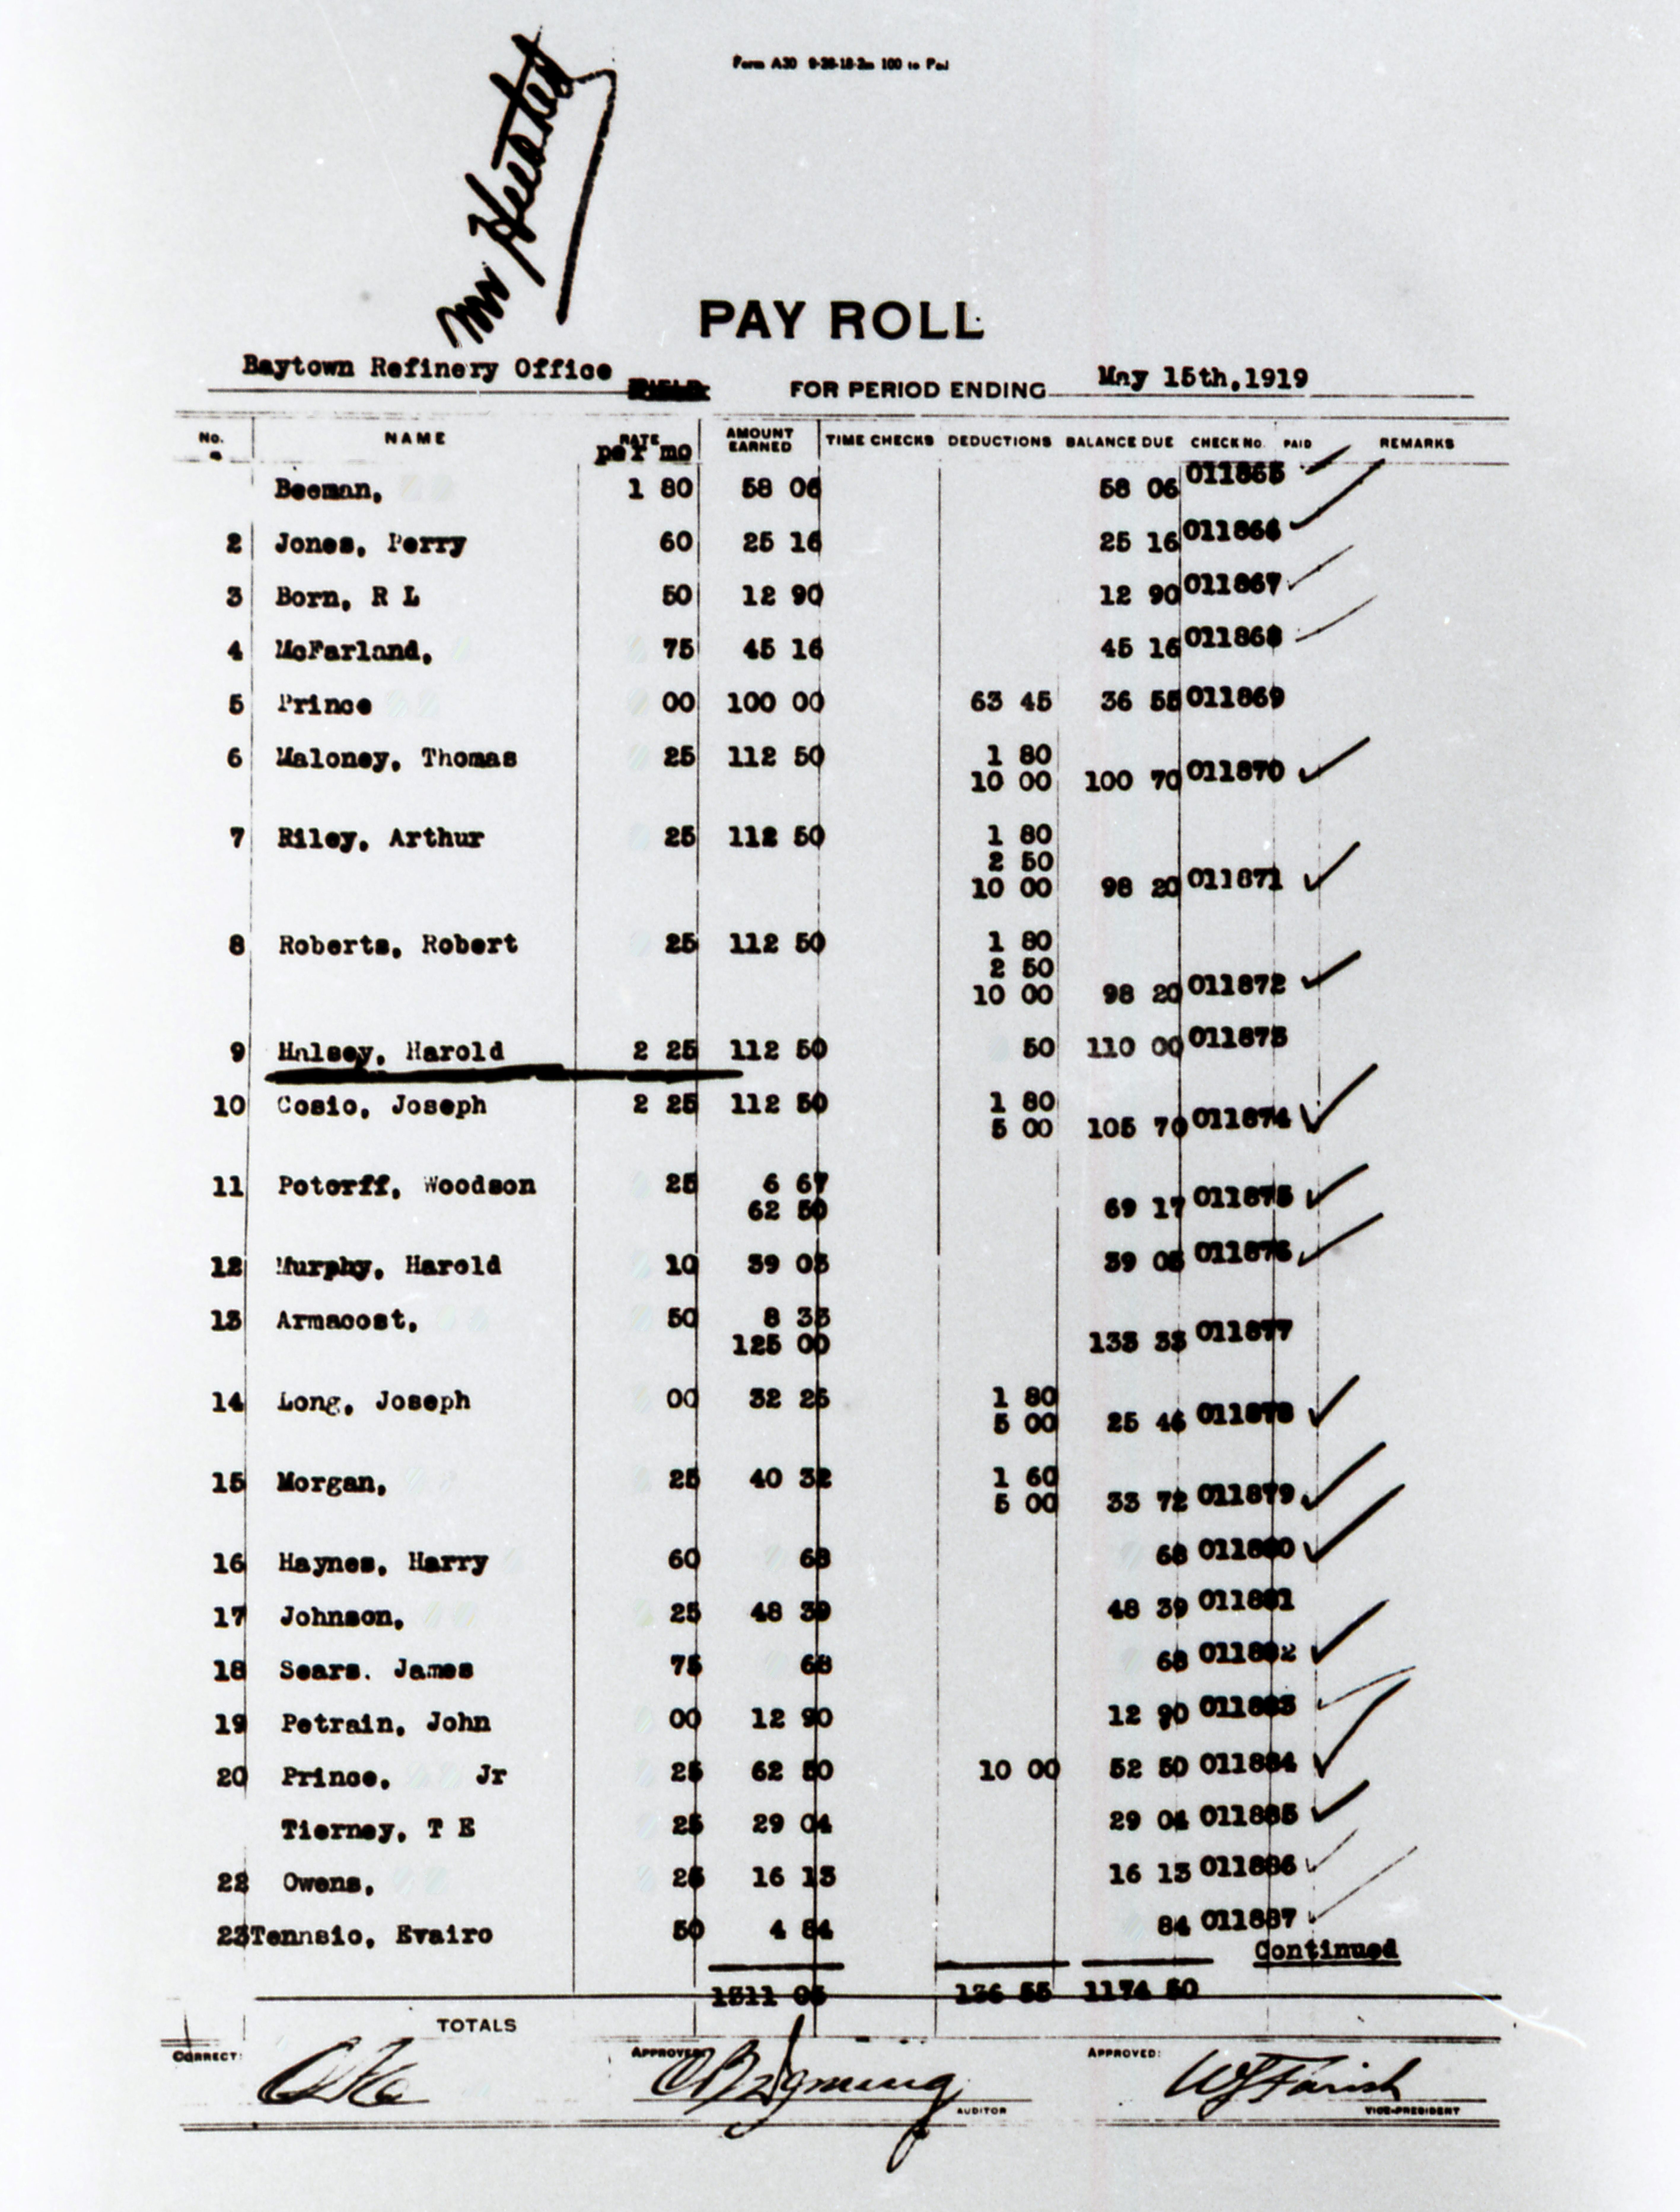 Form A30 9-26-18-2m 100 to Pad
Mr Husted
PAY ROLL
Baytown Refinery Office FOR PERIOD ENDING May 15th,1919
No. NAME RATE per mo AMOUNT EARNED TIME CHECKS DEDUCTIONS BALANCE DUE CHECK No. PAID REMARKS
Beeman, 1 80 58 06 58 06 011865
2 Jones, Perry 60 25 16 25 16 011866
3 Born, R L 50 12 90 12 90 011867
4 McFarland, 75 45 16 45 16 011868
5 Prince 00 100 00 63 45 36 55 011869
6 Maloney, Thomas 25 112 50 1 80
10 00 100 70 011870
7 Riley, Arthur 25 112 50 1 80
2 50
10 00 98 20 011871
8 Roberts, Robert 25 112 50 1 80
2 50
10 00 98 20 011872
9 Halsey, Harold 2 25 112 50 50 110 00 011873
10 Cosio, Joseph 2 25 112 50 1 80
5 00 105 70 011874
11 Potorff, Woodson 25 6 67
62 50 69 17 011875
12 Murphy, Harold 10 39 03 39 03 011876
13 Armacost, 50 8 33
125 00 133 33 011877
14 Long, Joseph 00 32 26 1 80
5 00 25 46 011878
15 Morgan, 25 40 32 1 60
5 00 33 72 011879
16 Haynes, Harry 60 68 68 011880
17 Johnson, 25 48 39 48 39 011881
18 Sears. James 75 68 68 011882
19 Petrain, John 00 12 90 12 90 011883
20 Prince, Jr 25 62 50 10 00 52 50 011884
Tierney, T E 25 29 04 29 04 011885
22 Owens, 25 16 13 16 13 011886
23 Tennsio, Evairo 50 4 84 84 011887
Continued
1311 05 136 55 1174 50
TOTALS
CORRECT: APPROVED: APPROVED:
W S Farish
AUDITOR VICE-PRESIDENT